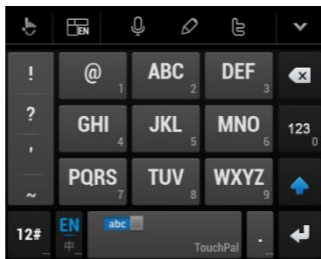 EN
! @ 1 ABC 2 DEF 3
? GHI 4 JKL 5 MNO 6 123 0
' PQRS 7 TUV 8 WXYZ 9
~
12# EN 中 ... abc TouchPal . ...